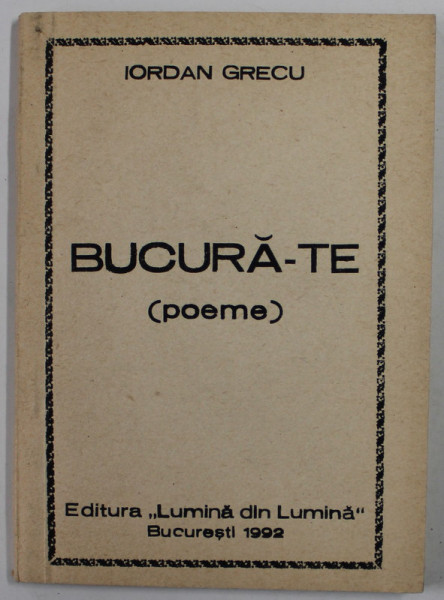 IORDAN GRECU
BUCURĂ-TE
(poeme)
Editura „Lumină din Lumină“
Bucureşti 1992